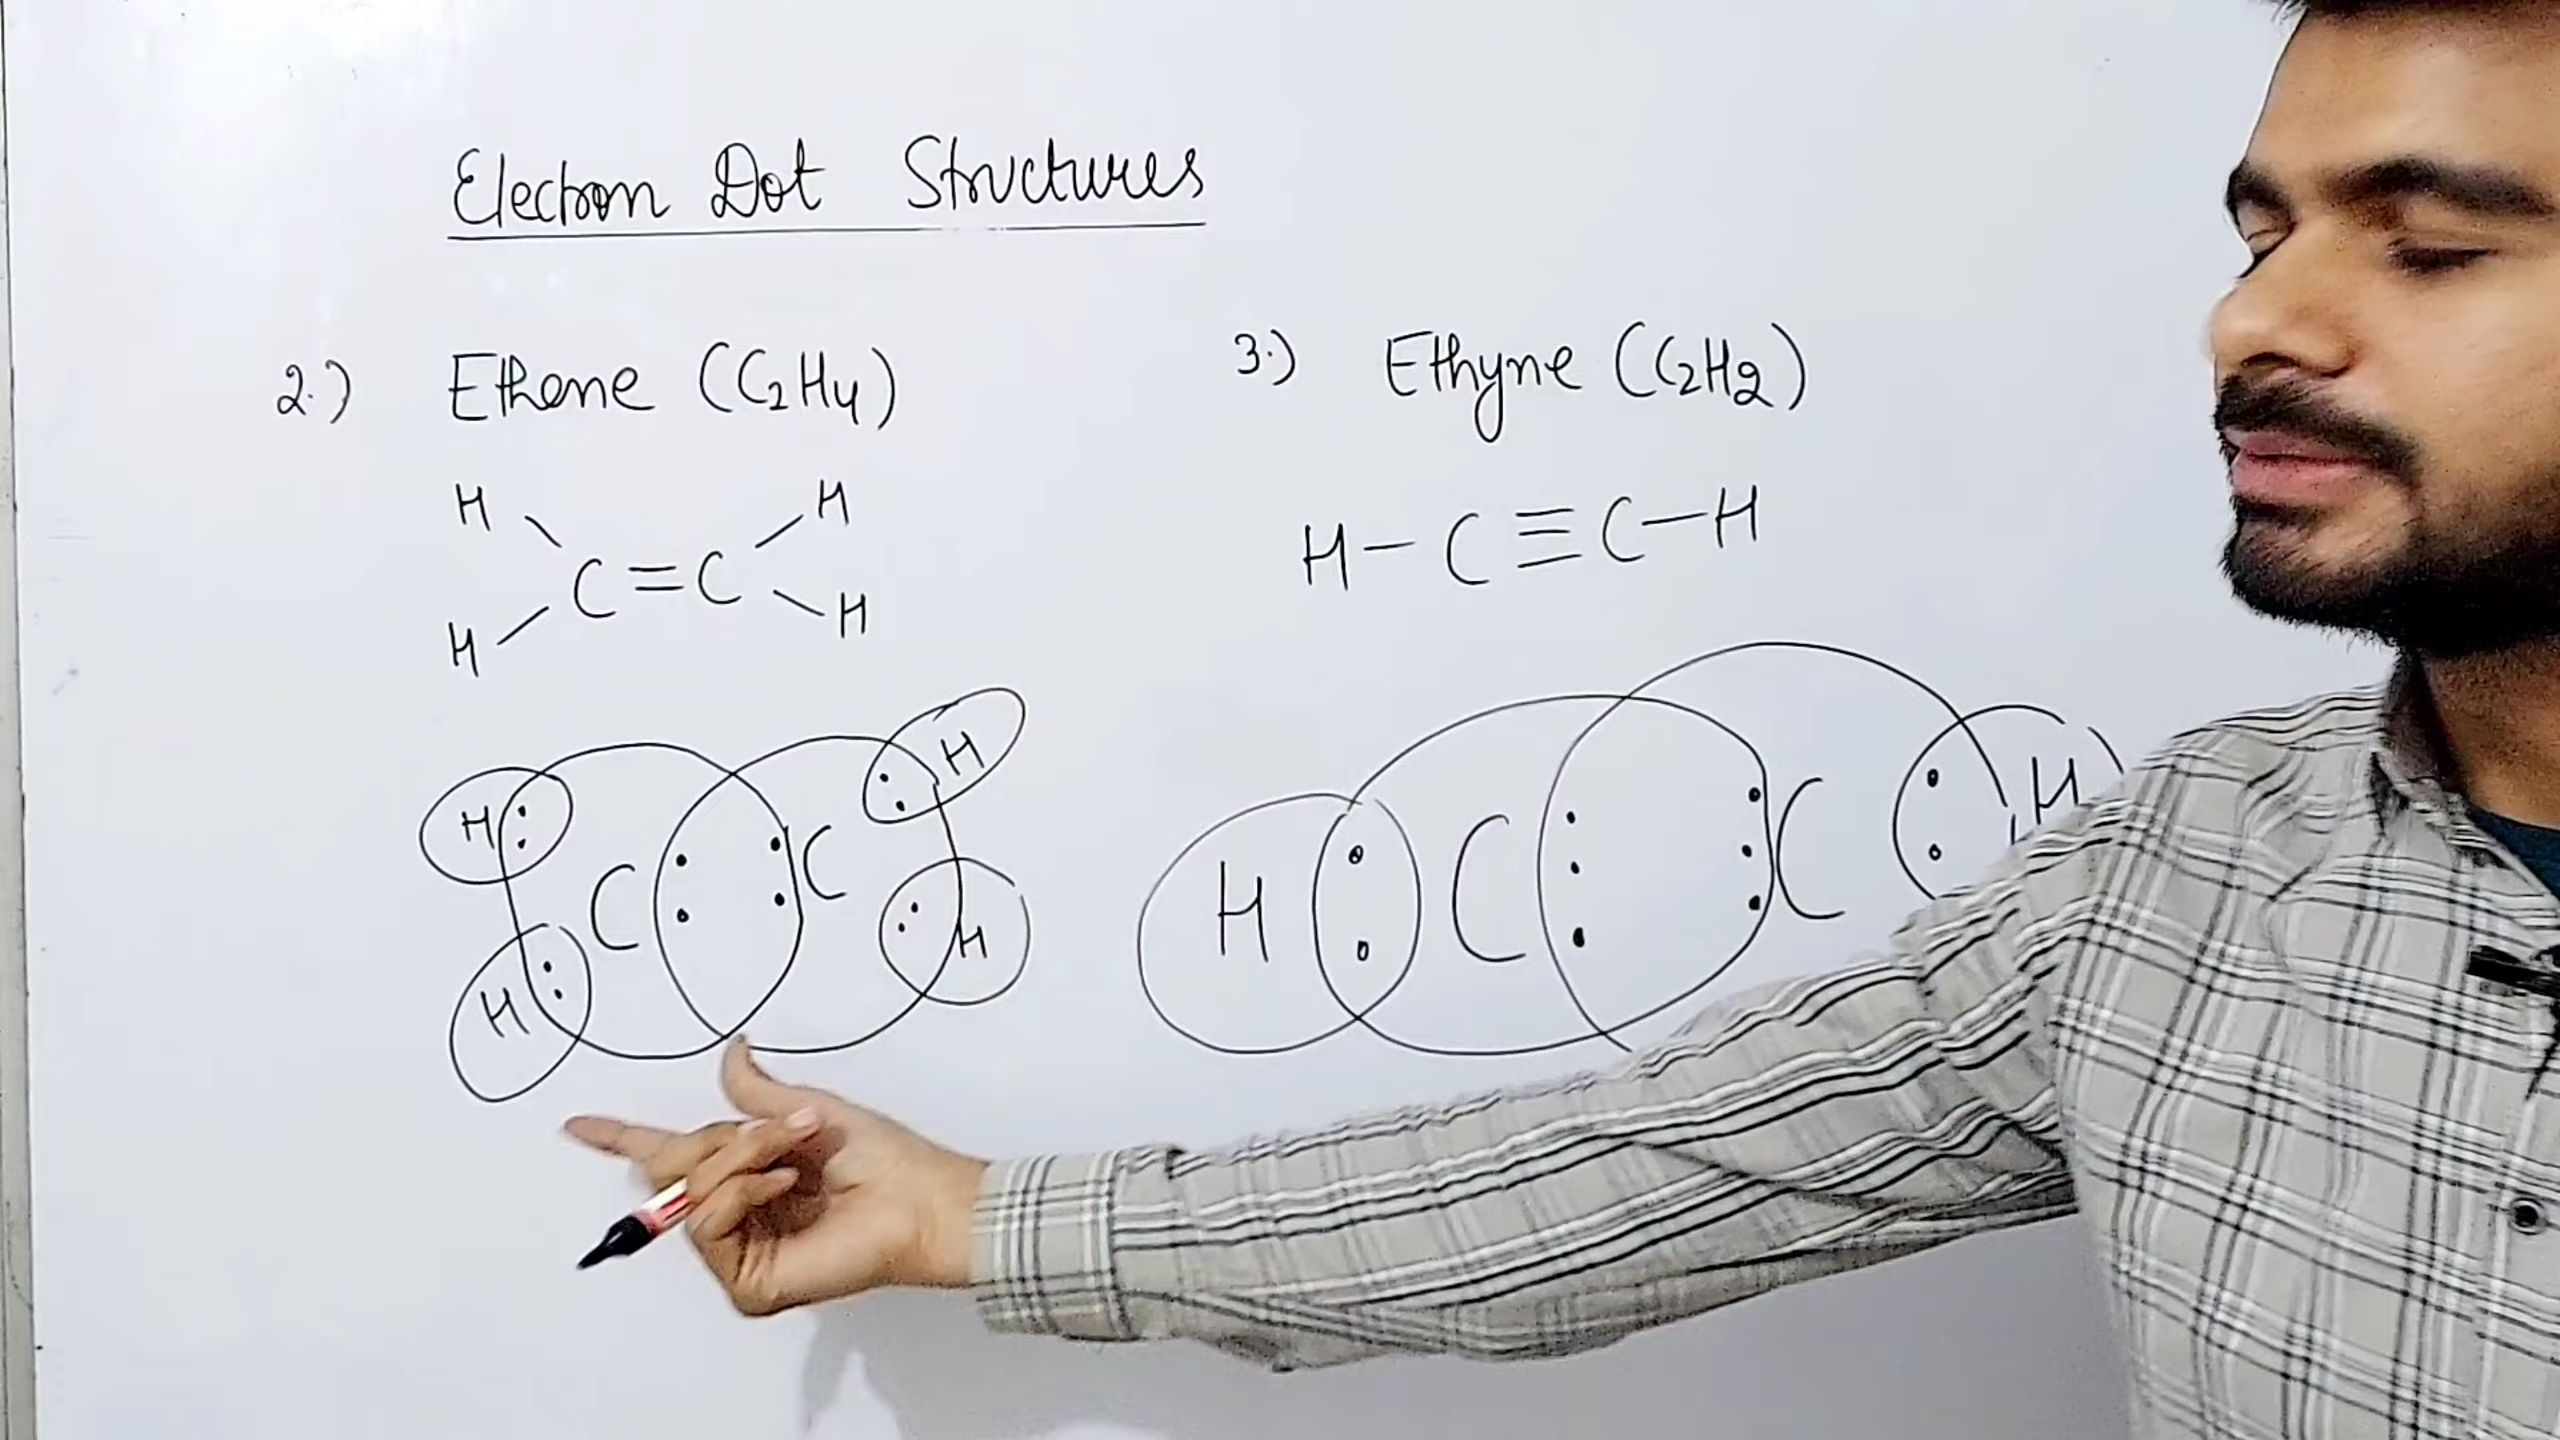 Electron Dot Structures
2.) Ethene (C₂H₄)
H H
C=C
H H
H H
C C
H H
3.) Ethyne (C₂H₂)
H-C≡C-H
H C C H